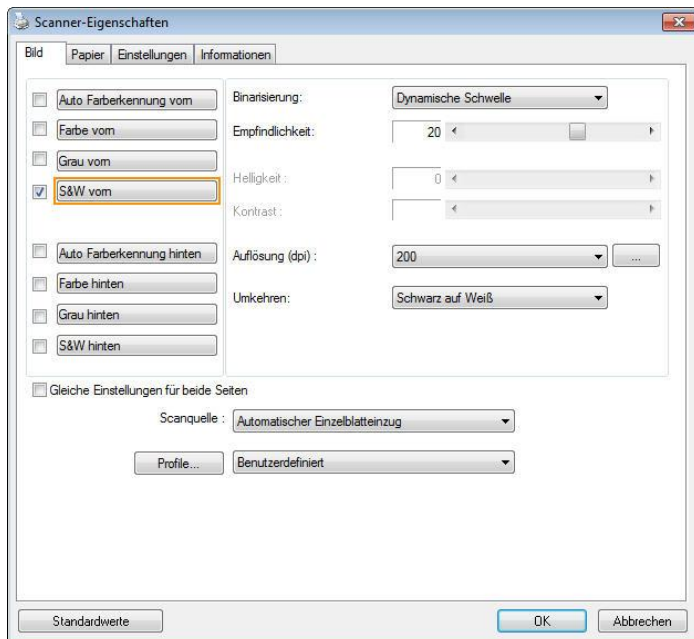 Scanner-Eigenschaften
Bild Papier Einstellungen Informationen
Auto Farberkennung vorn
Farbe vorn
Grau vorn
S&W vorn
Auto Farberkennung hinten
Farbe hinten
Grau hinten
S&W hinten
Binarisierung: Dynamische Schwelle
Empfindlichkeit: 20
Helligkeit : 0
Kontrast :
Auflösung (dpi) : 200 ...
Umkehren: Schwarz auf Weiß
Gleiche Einstellungen für beide Seiten
Scanquelle : Automatischer Einzelblatteinzug
Profile... Benutzerdefiniert
Standardwerte OK Abbrechen